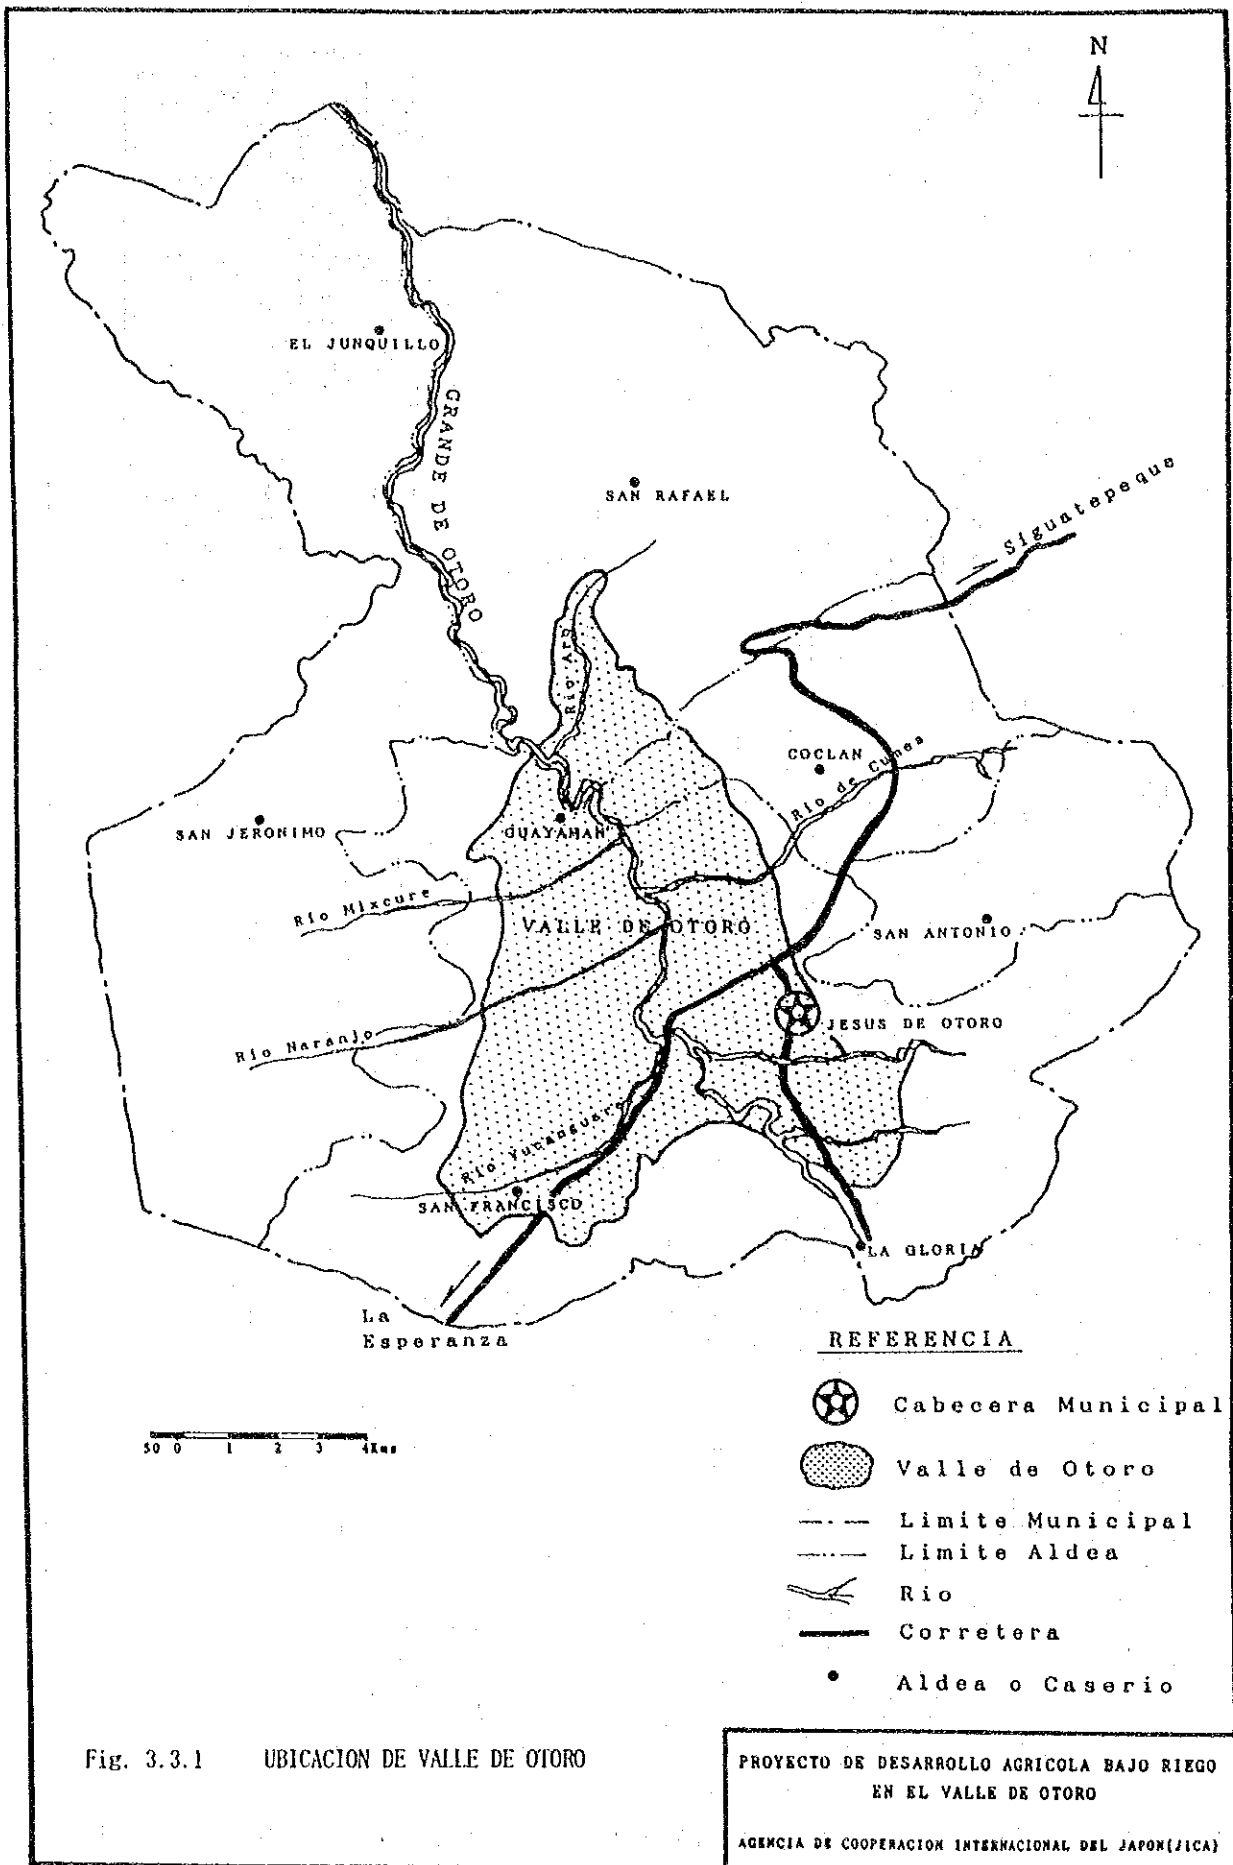 N
EL JUNQUILLO
GRANDE DE OTORO
SAN RAFAEL
Siguatepeque
Rio Aro
COCLAN
Rio de Cumes
SAN JERONIMO
GUAYAMAN
Rio Mixcure
VALLE DE OTORO
SAN ANTONIO
JESUS DE OTORO
Rio Naranjo
Rio Yucanguare
SAN FRANCISCO
LA GLORIA
La
Esperanza
REFERENCIA
Cabecera Municipal
Valle de Otoro
Limite Municipal
Limite Aldea
Rio
Corretera
Aldea o Caserio
50 0 1 2 3 4Kms
Fig. 3.3.1 UBICACION DE VALLE DE OTORO
PROYECTO DE DESARROLLO AGRICOLA BAJO RIEGO
EN EL VALLE DE OTORO
AGENCIA DE COOPERACION INTERNACIONAL DEL JAPON(JICA)